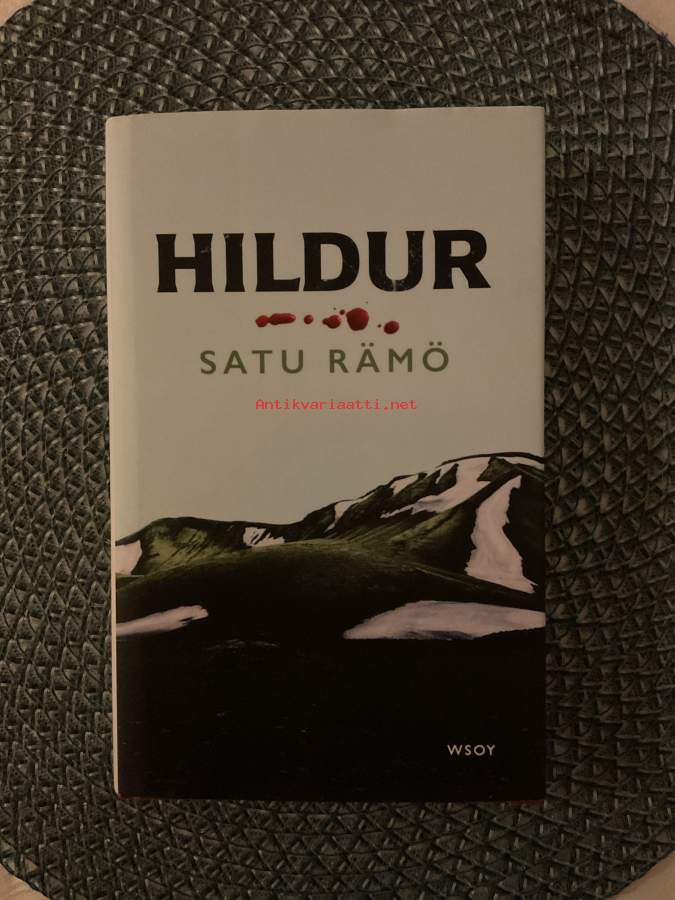 HILDUR
SATU RÄMÖ
Antikvariaatti.net
WSOY